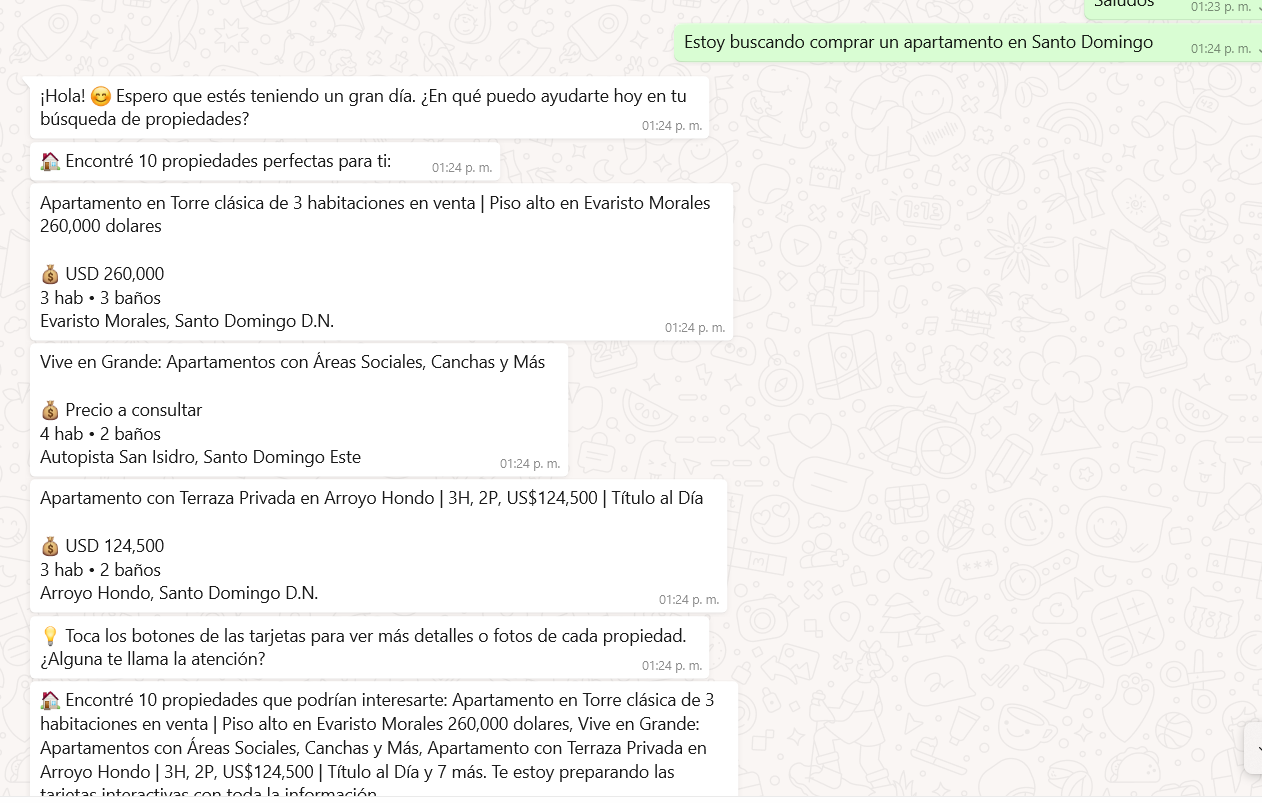 Saludos
01:23 p. m.
Estoy buscando comprar un apartamento en Santo Domingo
01:24 p. m.
¡Hola! 😊 Espero que estés teniendo un gran día. ¿En qué puedo ayudarte hoy en tu
búsqueda de propiedades?
01:24 p. m.
🏠 Encontré 10 propiedades perfectas para ti:
01:24 p. m.
Apartamento en Torre clásica de 3 habitaciones en venta | Piso alto en Evaristo Morales
260,000 dolares
💰 USD 260,000
3 hab • 3 baños
Evaristo Morales, Santo Domingo D.N.
01:24 p. m.
Vive en Grande: Apartamentos con Áreas Sociales, Canchas y Más
💰 Precio a consultar
4 hab • 2 baños
Autopista San Isidro, Santo Domingo Este
01:24 p. m.
Apartamento con Terraza Privada en Arroyo Hondo | 3H, 2P, US$124,500 | Título al Día
💰 USD 124,500
3 hab • 2 baños
Arroyo Hondo, Santo Domingo D.N.
01:24 p. m.
💡 Toca los botones de las tarjetas para ver más detalles o fotos de cada propiedad.
¿Alguna te llama la atención?
01:24 p. m.
🏠 Encontré 10 propiedades que podrían interesarte: Apartamento en Torre clásica de 3
habitaciones en venta | Piso alto en Evaristo Morales 260,000 dolares, Vive en Grande:
Apartamentos con Áreas Sociales, Canchas y Más, Apartamento con Terraza Privada en
Arroyo Hondo | 3H, 2P, US$124,500 | Título al Día y 7 más. Te estoy preparando las
tarjetas interactivas con toda la información